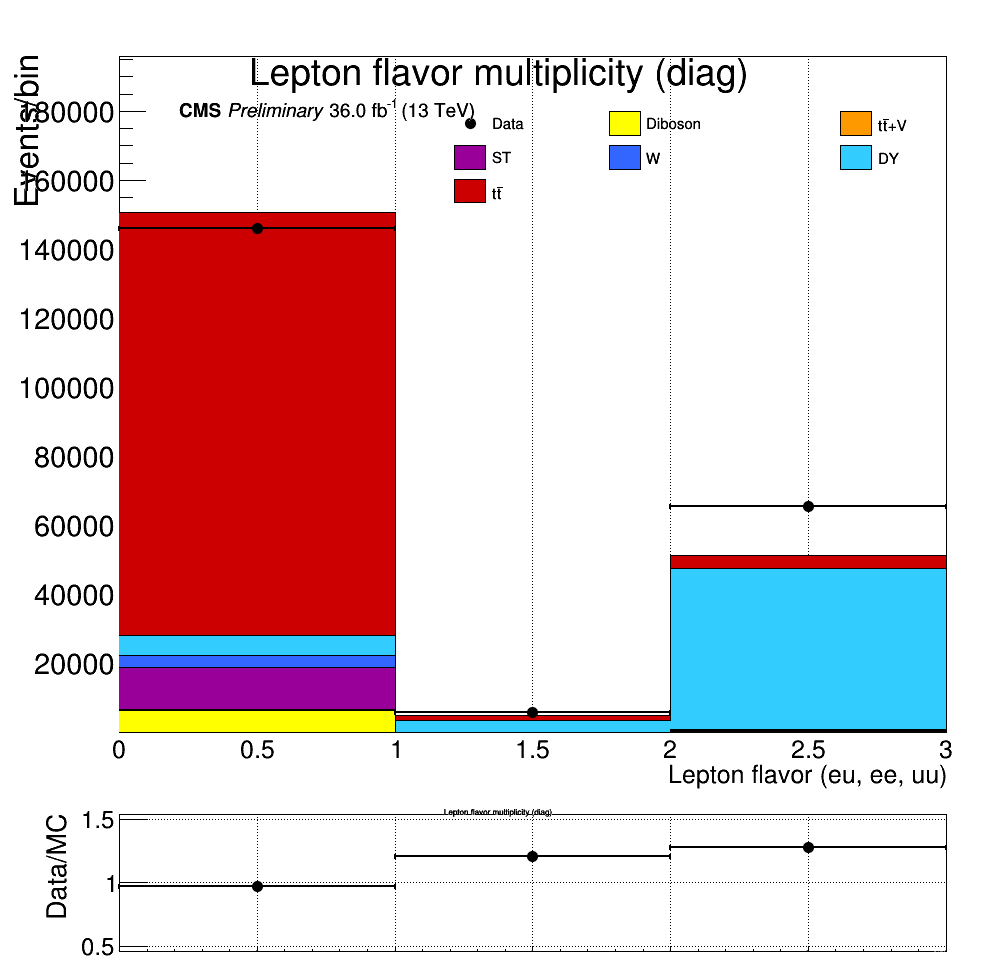 Lepton flavor multiplicity (diag)
CMS Preliminary 36.0 fb⁻¹ (13 TeV)
Data
Diboson
tt̄+V
ST
W
DY
tt̄
Events/bin
180000
160000
140000
120000
100000
80000
60000
40000
20000
0 0.5 1 1.5 2 2.5 3
Lepton flavor (eu, ee, uu)
Lepton flavor multiplicity (diag)
Data/MC
1.5
1
0.5